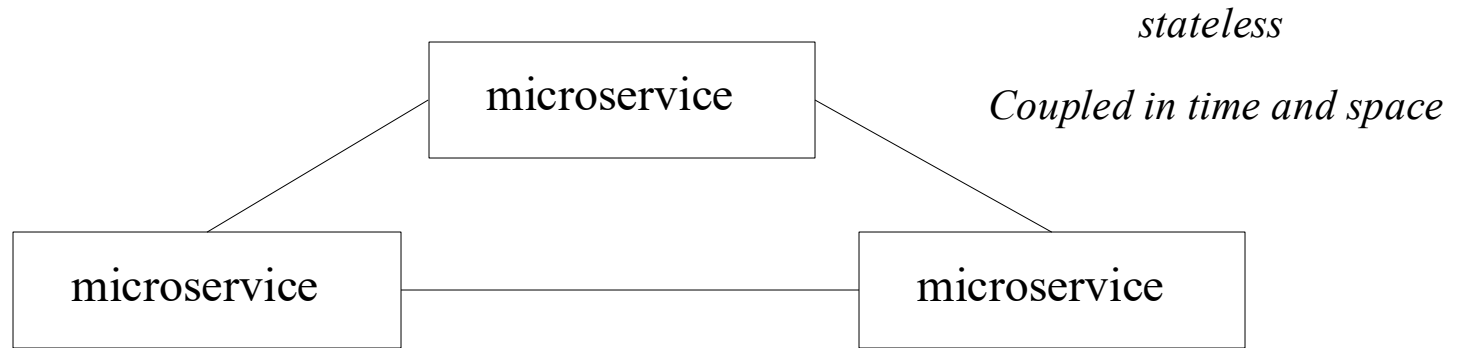 stateless
microservice
Coupled in time and space
microservice
microservice